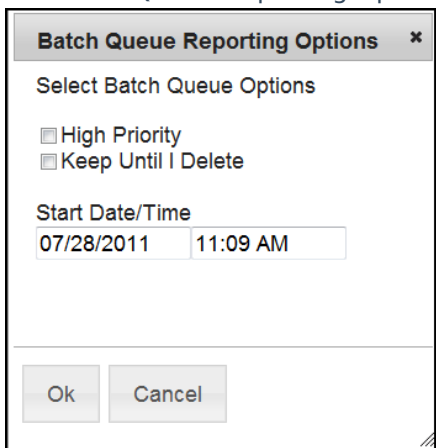 Batch Queue Reporting Options ×
Select Batch Queue Options
High Priority
Keep Until I Delete
Start Date/Time
07/28/2011 11:09 AM
Ok Cancel